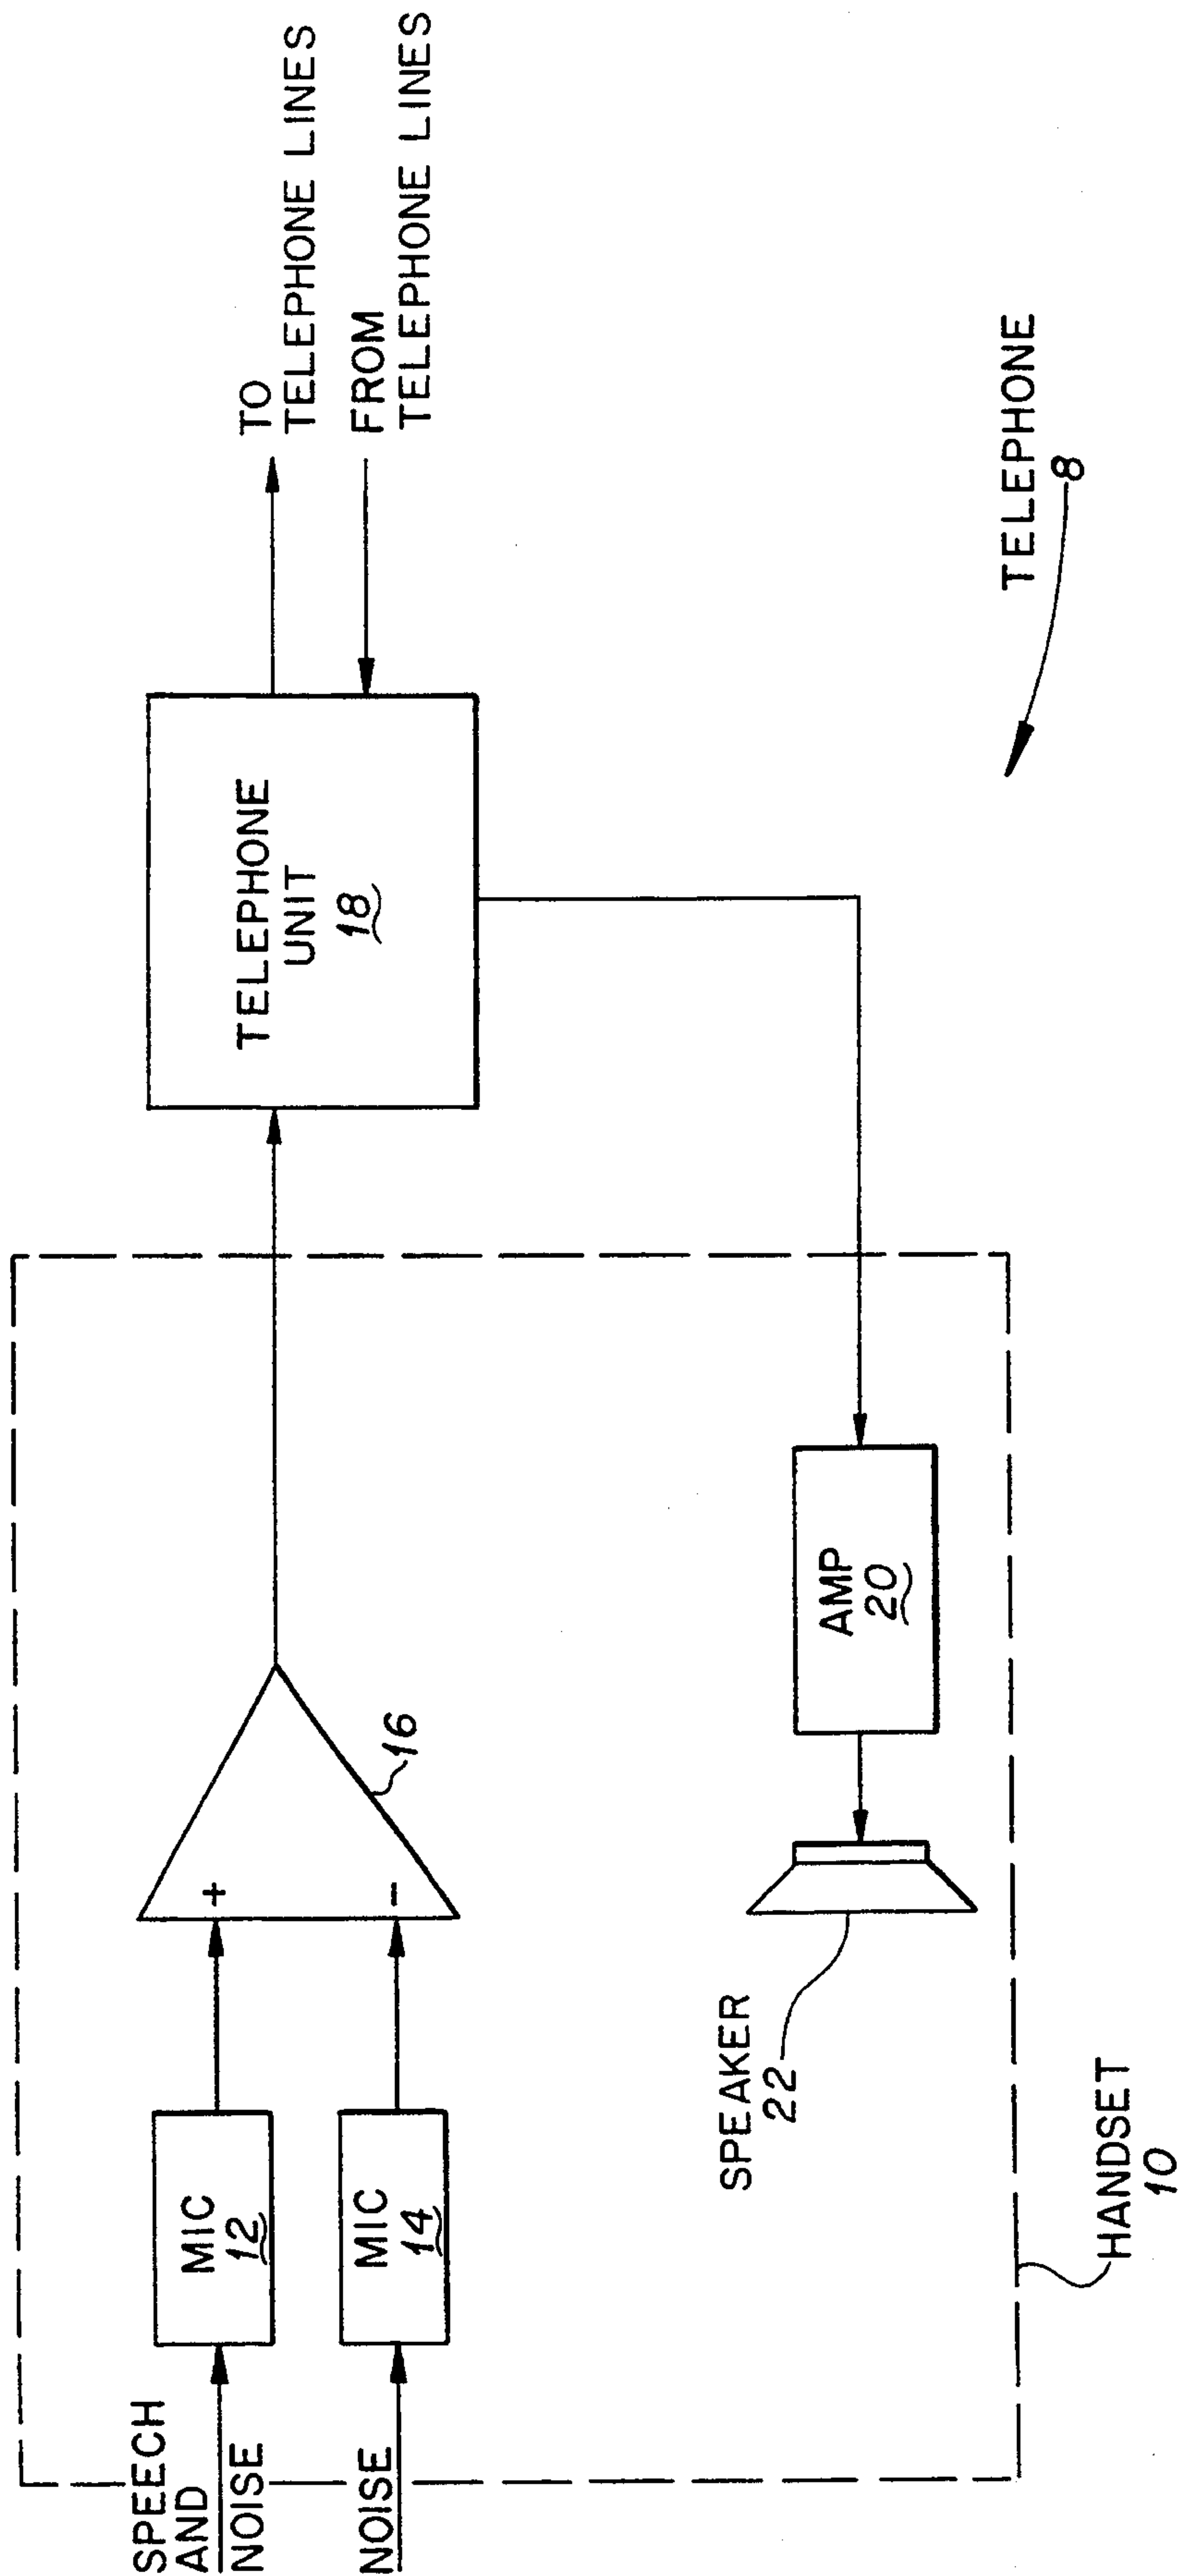 SPEECH
AND
NOISE
NOISE
MIC
12
MIC
14
+
-
16
TELEPHONE
UNIT
18
TO
TELEPHONE LINES
FROM
TELEPHONE LINES
SPEAKER
22
AMP
20
HANDSET
10
TELEPHONE
8